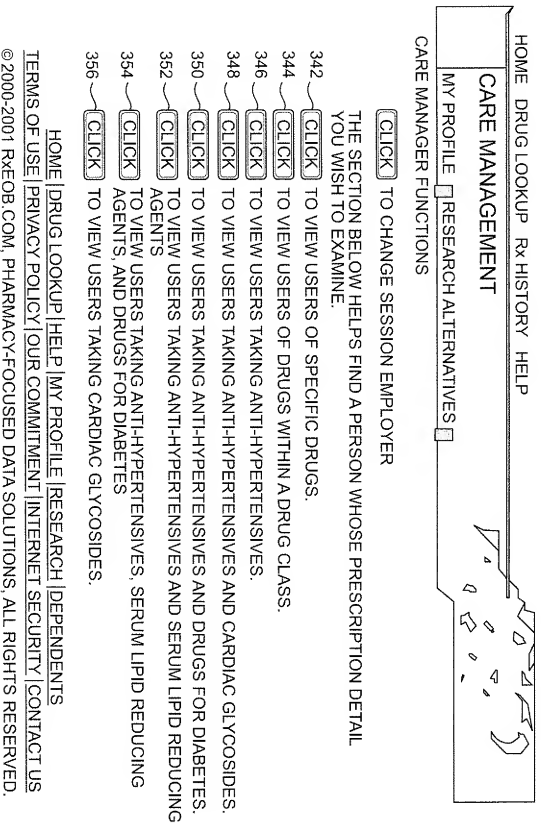 HOME DRUG LOOKUP Rx HISTORY HELP
CARE MANAGEMENT
MY PROFILE RESEARCH ALTERNATIVES
CARE MANAGER FUNCTIONS
CLICK TO CHANGE SESSION EMPLOYER
THE SECTION BELOW HELPS FIND A PERSON WHOSE PRESCRIPTION DETAIL
YOU WISH TO EXAMINE.
342 CLICK TO VIEW USERS OF SPECIFIC DRUGS.
344 CLICK TO VIEW USERS OF DRUGS WITHIN A DRUG CLASS.
346 CLICK TO VIEW USERS TAKING ANTI-HYPERTENSIVES.
348 CLICK TO VIEW USERS TAKING ANTI-HYPERTENSIVES AND CARDIAC GLYCOSIDES.
350 CLICK TO VIEW USERS TAKING ANTI-HYPERTENSIVES AND DRUGS FOR DIABETES.
352 CLICK TO VIEW USERS TAKING ANTI-HYPERTENSIVES AND SERUM LIPID REDUCING
AGENTS
354 CLICK TO VIEW USERS TAKING ANTI-HYPERTENSIVES, SERUM LIPID REDUCING
AGENTS, AND DRUGS FOR DIABETES
356 CLICK TO VIEW USERS TAKING CARDIAC GLYCOSIDES.
HOME |DRUG LOOKUP |HELP |MY PROFILE |RESEARCH |DEPENDENTS
TERMS OF USE |PRIVACY POLICY |OUR COMMITMENT |INTERNET SECURITY |CONTACT US
© 2000-2001 RxEOB.COM, PHARMACY-FOCUSED DATA SOLUTIONS, ALL RIGHTS RESERVED.